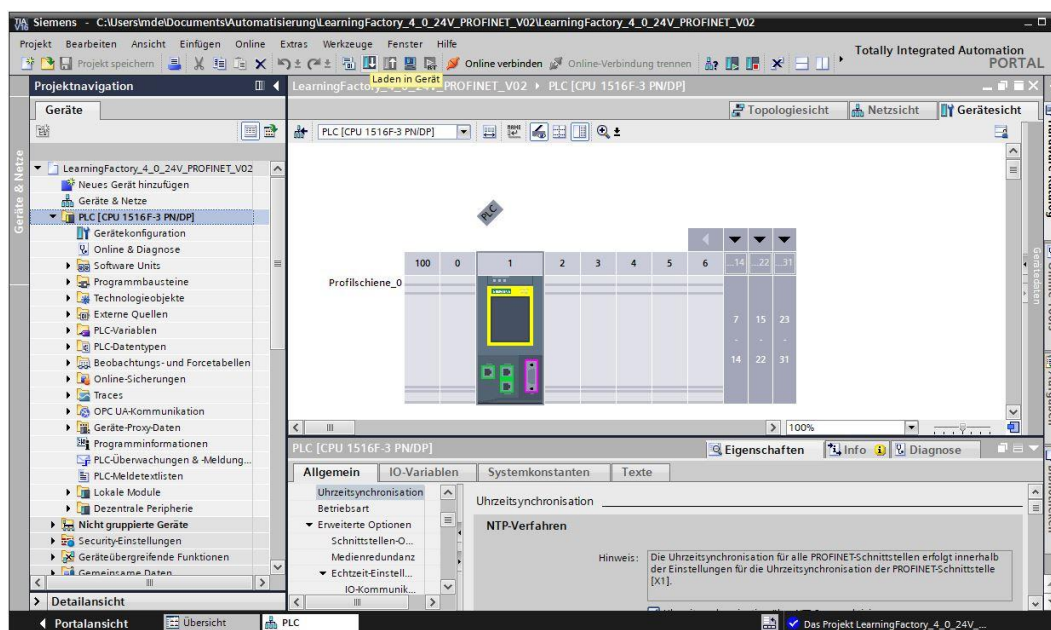 Siemens - C:\Users\mde\Documents\Automatisierung\LearningFactory_4_0_24V_PROFINET_V02\LearningFactory_4_0_24V_PROFINET_V02
Projekt Bearbeiten Ansicht Einfügen Online Extras Werkzeuge Fenster Hilfe
Totally Integrated Automation
PORTAL
Projekt speichern Online verbinden Online-Verbindung trennen
Laden in Gerät
Projektnavigation
PROFINET_V02 PLC [CPU 1516F-3 PN/DP]
Geräte
Topologiesicht Netzsicht Gerätesicht
PLC [CPU 1516F-3 PN/DP]
Geräte & Netze
LearningFactory_4_0_24V_PROFINET_V02
Neues Gerät hinzufügen
Geräte & Netze
PLC [CPU 1516F-3 PN/DP]
Gerätekonfiguration
Online & Diagnose
Software Units
Programmbausteine
Technologieobjekte
Externe Quellen
PLC-Variablen
PLC-Datentypen
Beobachtungs- und Forcetabellen
Online-Sicherungen
Traces
OPC UA-Kommunikation
Geräte-Proxy-Daten
Programminformationen
PLC-Überwachungen & -Meldung...
PLC-Meldetextlisten
Lokale Module
Dezentrale Peripherie
Nicht gruppierte Geräte
Security-Einstellungen
Geräteübergreifende Funktionen
Gemeinsame Daten
Detailansicht
PLC
100 0 1 2 3 4 5 6 ...14 ...22 ...31
Profilschiene_0
7 15 23
. . .
14 22 31
100%
Gerätedaten
PLC [CPU 1516F-3 PN/DP]
Eigenschaften Info Diagnose
Allgemein IO-Variablen Systemkonstanten Texte
Uhrzeitsynchronisation
Betriebsart
Erweiterte Optionen
Schnittstellen-O...
Medienredundanz
Echtzeit-Einstell...
IO-Kommunik...
Uhrzeitsynchronisation
NTP-Verfahren
Hinweis: Die Uhrzeitsynchronisation für alle PROFINET-Schnittstellen erfolgt innerhalb
der Einstellungen für die Uhrzeitsynchronisation der PROFINET-Schnittstelle
[X1].
Portalansicht Übersicht PLC
Das Projekt LearningFactory_4_0_24V_...